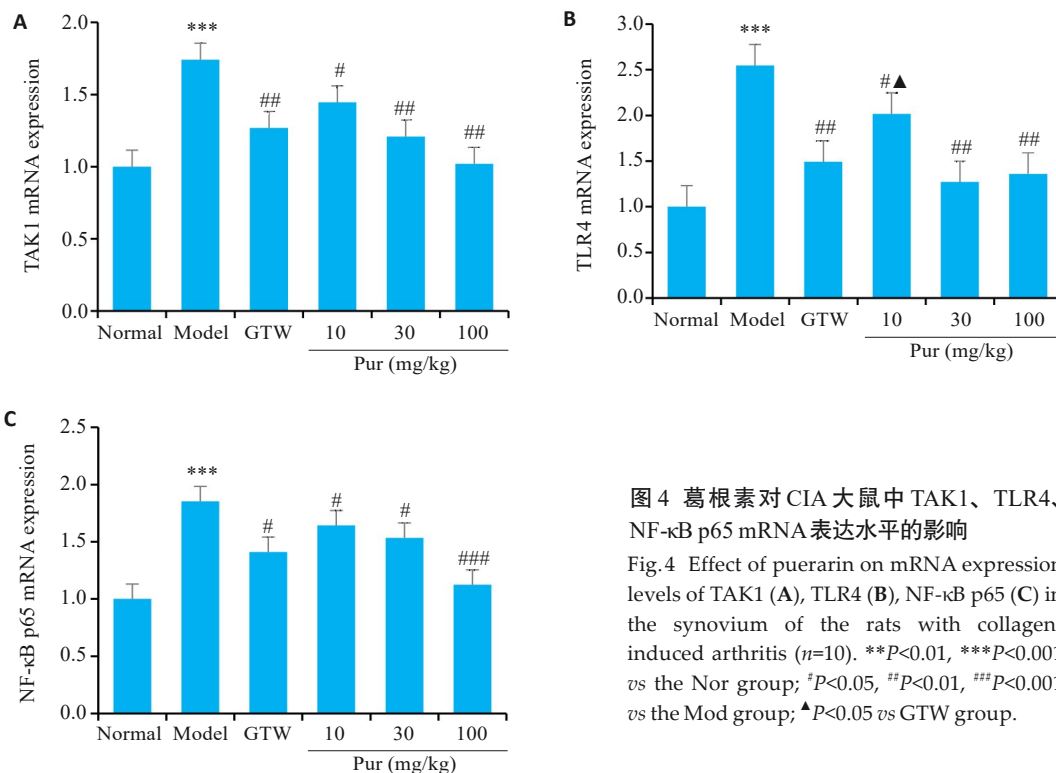 A
TAK1 mRNA expression
2.0
1.5
1.0
0.5
0.0
***
##
#
##
##
Normal Model GTW 10 30 100
Pur (mg/kg)
B
TLR4 mRNA expression
3.0
2.5
2.0
1.5
1.0
0.5
0.0
***
##
#▲
##
##
Normal Model GTW 10 30 100
Pur (mg/kg)
C
NF-κB p65 mRNA expression
2.5
2.0
1.5
1.0
0.5
0.0
***
#
#
#
###
Normal Model GTW 10 30 100
Pur (mg/kg)
图4 葛根素对CIA大鼠中TAK1、TLR4、
NF-κB p65 mRNA表达水平的影响
Fig.4 Effect of puerarin on mRNA expression
levels of TAK1 (A), TLR4 (B), NF-κB p65 (C) in
the synovium of the rats with collagen
induced arthritis (n=10). **P<0.01, ***P<0.001
vs the Nor group; #P<0.05, ##P<0.01, ###P<0.001
vs the Mod group; ▲P<0.05 vs GTW group.